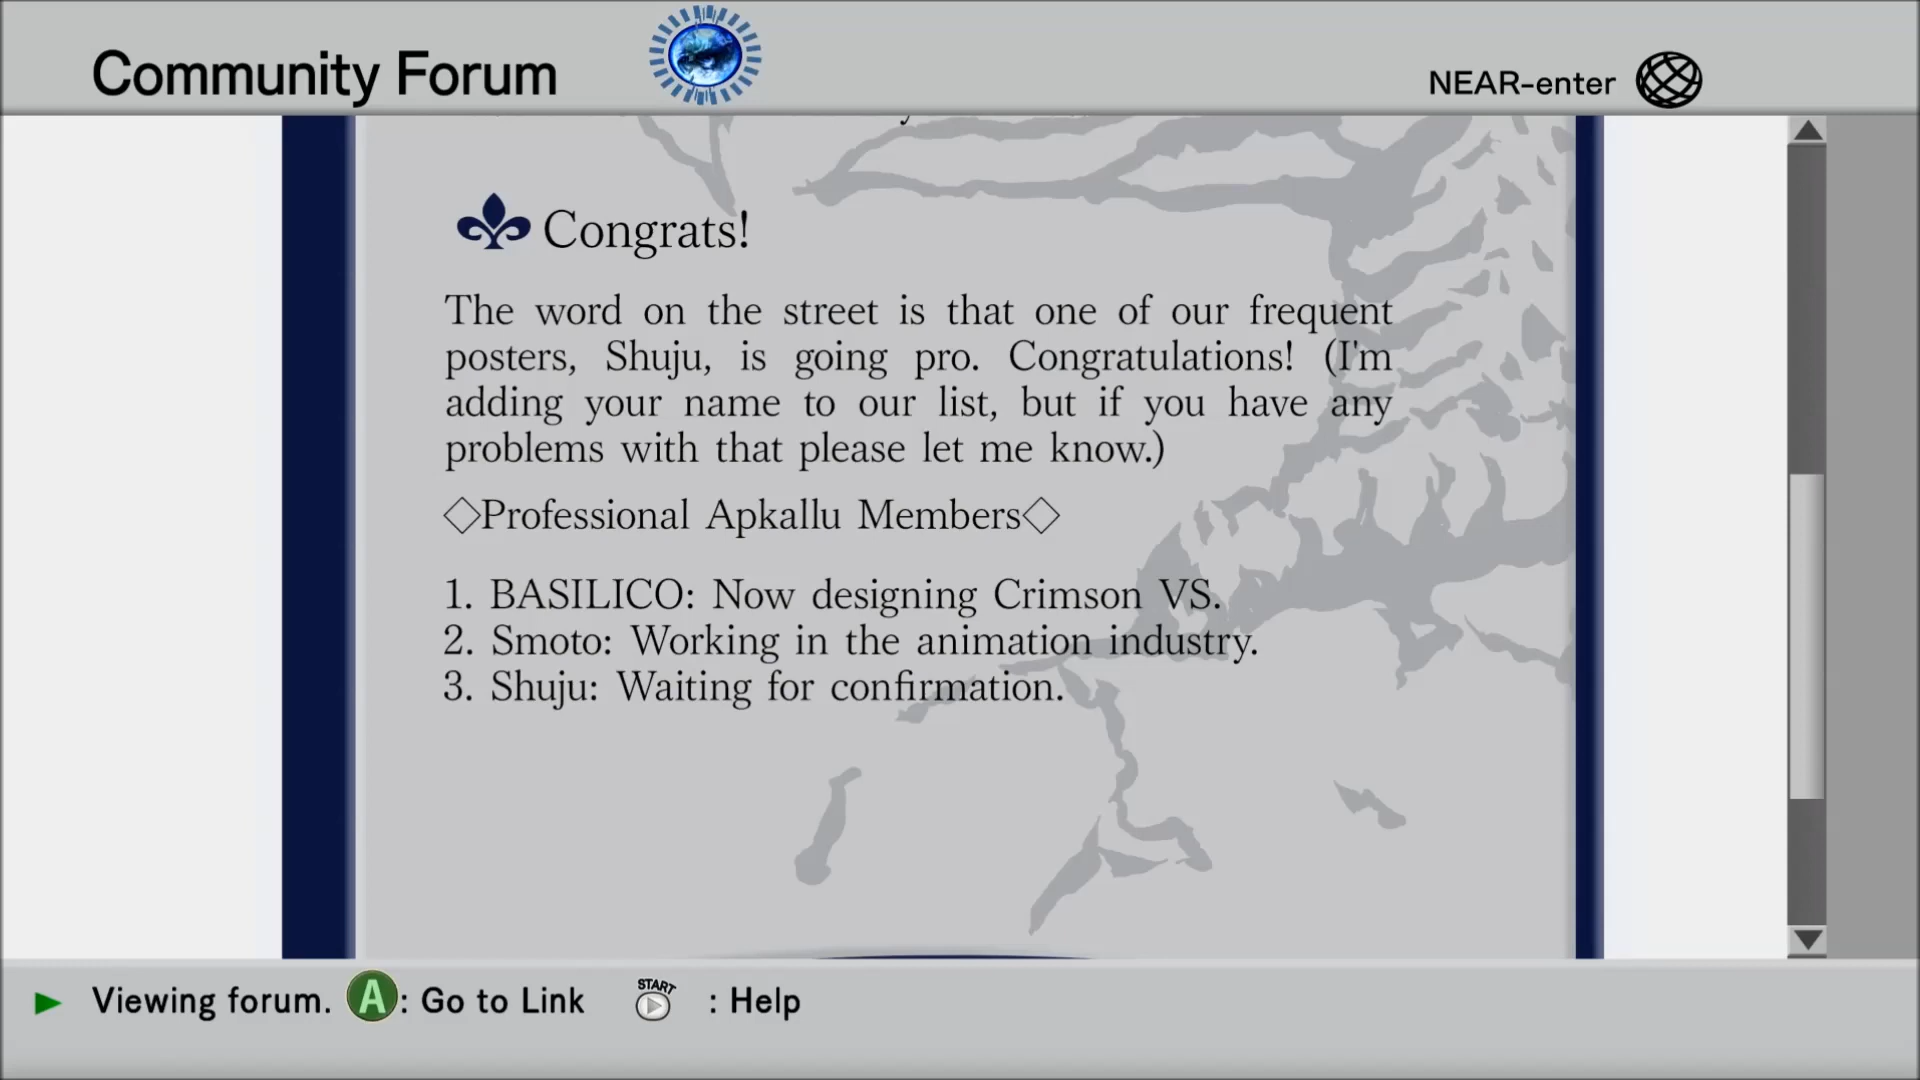 Community Forum
NEAR-enter
Congrats!
The word on the street is that one of our frequent
posters, Shuju, is going pro. Congratulations! (I'm
adding your name to our list, but if you have any
problems with that please let me know.)
◇Professional Apkallu Members◇
1. BASILICO: Now designing Crimson VS.
2. Smoto: Working in the animation industry.
3. Shuju: Waiting for confirmation.
Viewing forum. A : Go to Link START : Help